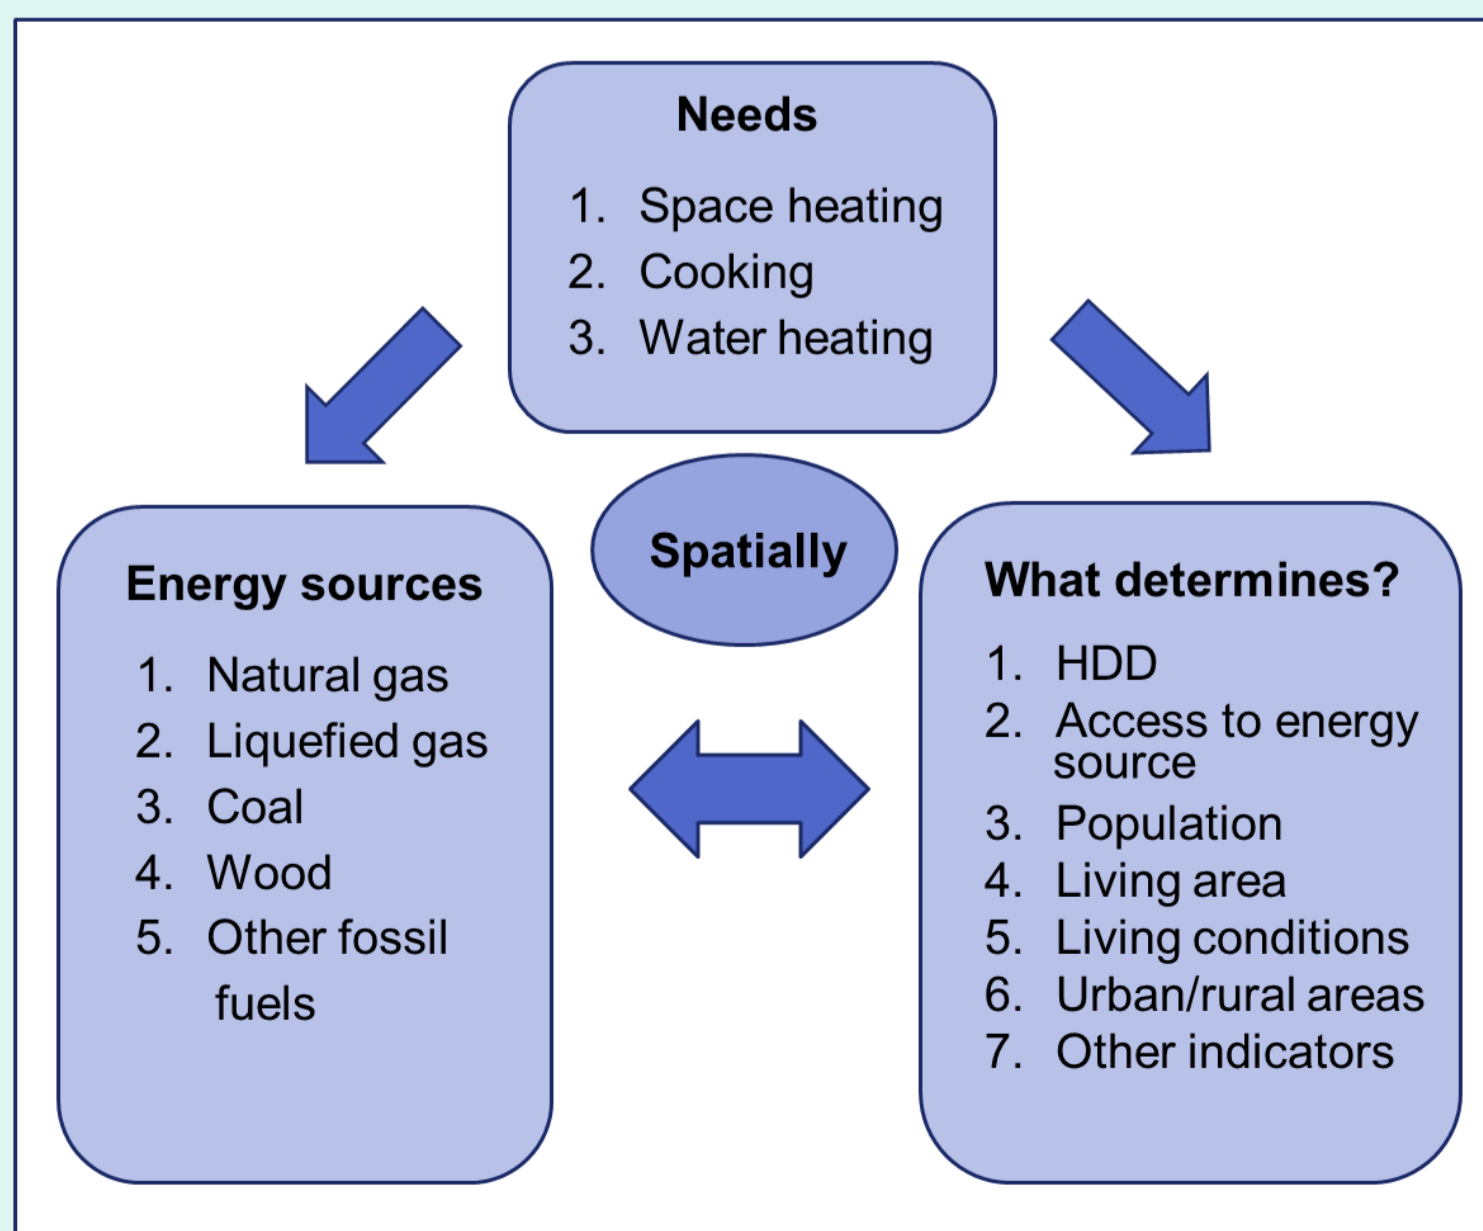 Needs
1. Space heating
2. Cooking
3. Water heating
Spatially
Energy sources
1. Natural gas
2. Liquefied gas
3. Coal
4. Wood
5. Other fossil
fuels
What determines?
1. HDD
2. Access to energy
source
3. Population
4. Living area
5. Living conditions
6. Urban/rural areas
7. Other indicators